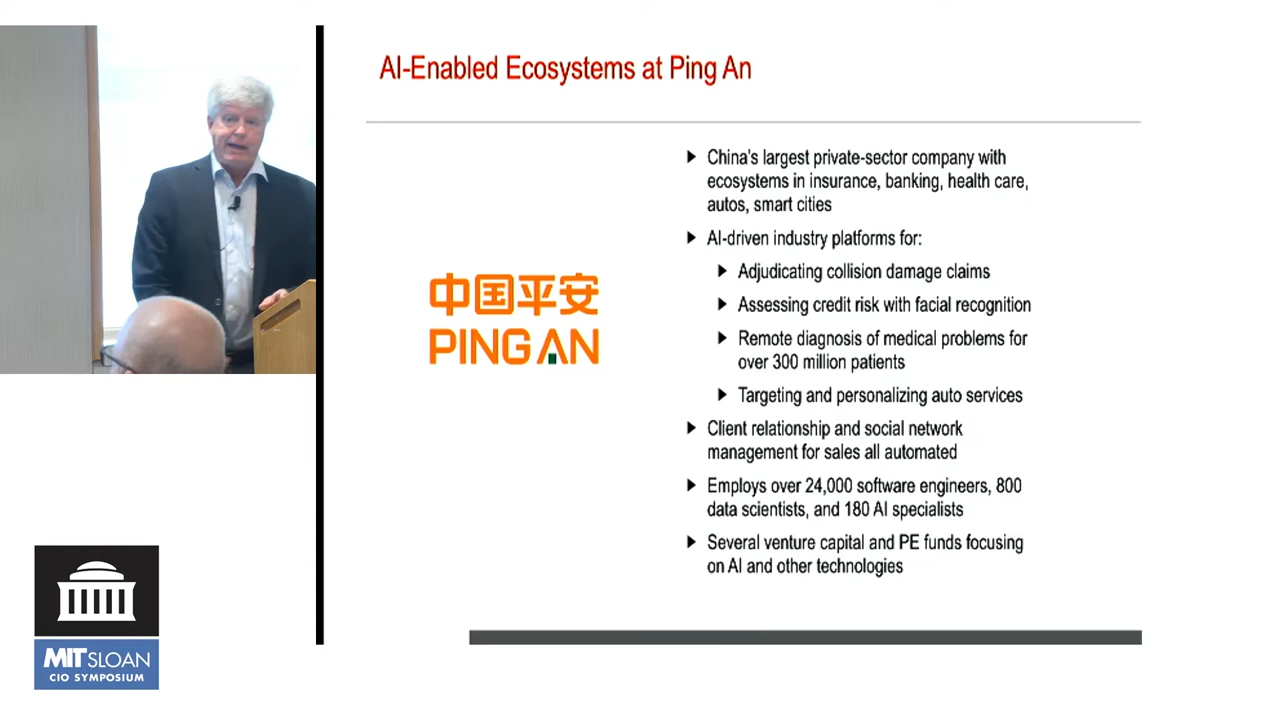 AI-Enabled Ecosystems at Ping An
China's largest private-sector company with
ecosystems in insurance, banking, health care,
autos, smart cities
AI-driven industry platforms for:
Adjudicating collision damage claims
Assessing credit risk with facial recognition
Remote diagnosis of medical problems for
over 300 million patients
Targeting and personalizing auto services
Client relationship and social network
management for sales all automated
Employs over 24,000 software engineers, 800
data scientists, and 180 AI specialists
Several venture capital and PE funds focusing
on AI and other technologies
中国平安
PING AN
MIT SLOAN
CIO SYMPOSIUM